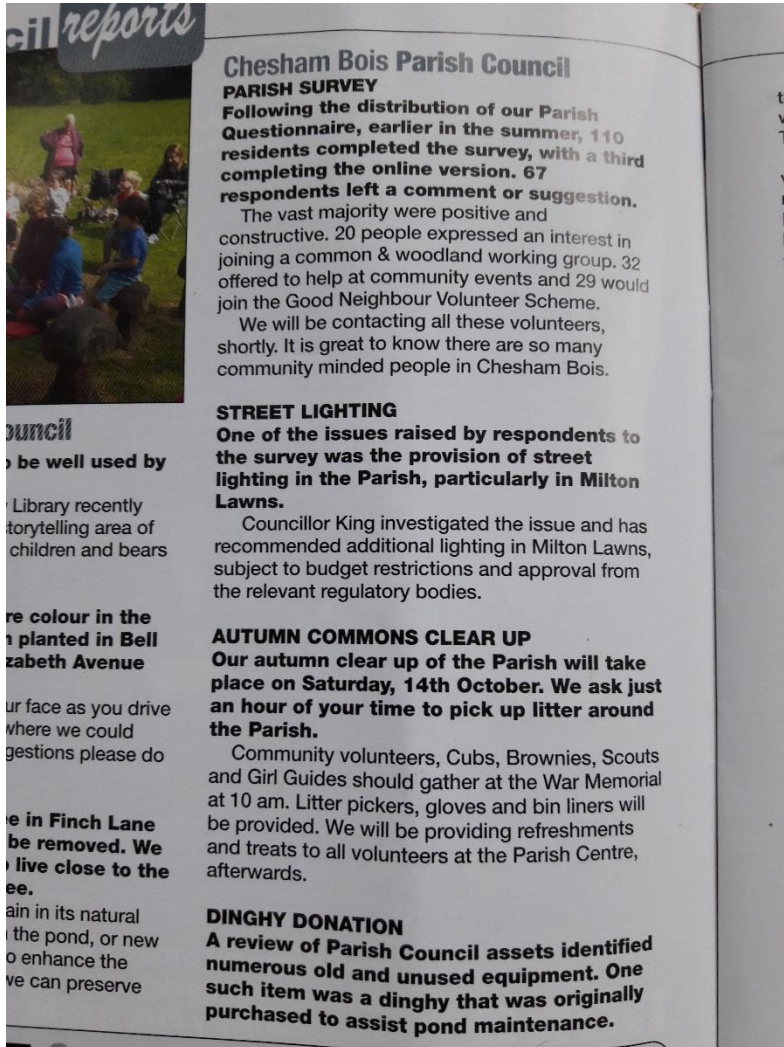 cil reports
Council
o be well used by
Library recently
storytelling area of
children and bears
re colour in the
n planted in Bell
zabeth Avenue
ur face as you drive
where we could
gestions please do
ee in Finch Lane
be removed. We
o live close to the
ee.
ain in its natural
the pond, or new
o enhance the
we can preserve
Chesham Bois Parish Council
PARISH SURVEY
Following the distribution of our Parish
Questionnaire, earlier in the summer, 110
residents completed the survey, with a third
completing the online version. 67
respondents left a comment or suggestion.
The vast majority were positive and
constructive. 20 people expressed an interest in
joining a common & woodland working group. 32
offered to help at community events and 29 would
join the Good Neighbour Volunteer Scheme.
We will be contacting all these volunteers,
shortly. It is great to know there are so many
community minded people in Chesham Bois.
STREET LIGHTING
One of the issues raised by respondents to
the survey was the provision of street
lighting in the Parish, particularly in Milton
Lawns.
Councillor King investigated the issue and has
recommended additional lighting in Milton Lawns,
subject to budget restrictions and approval from
the relevant regulatory bodies.
AUTUMN COMMONS CLEAR UP
Our autumn clear up of the Parish will take
place on Saturday, 14th October. We ask just
an hour of your time to pick up litter around
the Parish.
Community volunteers, Cubs, Brownies, Scouts
and Girl Guides should gather at the War Memorial
at 10 am. Litter pickers, gloves and bin liners will
be provided. We will be providing refreshments
and treats to all volunteers at the Parish Centre,
afterwards.
DINGHY DONATION
A review of Parish Council assets identified
numerous old and unused equipment. One
such item was a dinghy that was originally
purchased to assist pond maintenance.